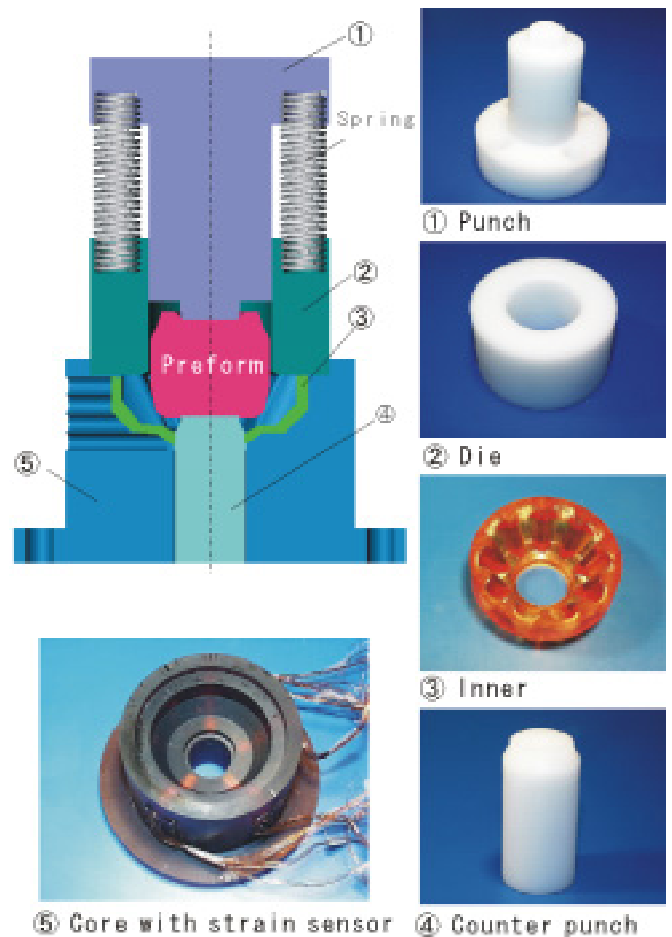 ①
Spring
① Punch
②
③
Preform
④
⑤
② Die
③ Inner
⑤ Core with strain sensor
④ Counter punch